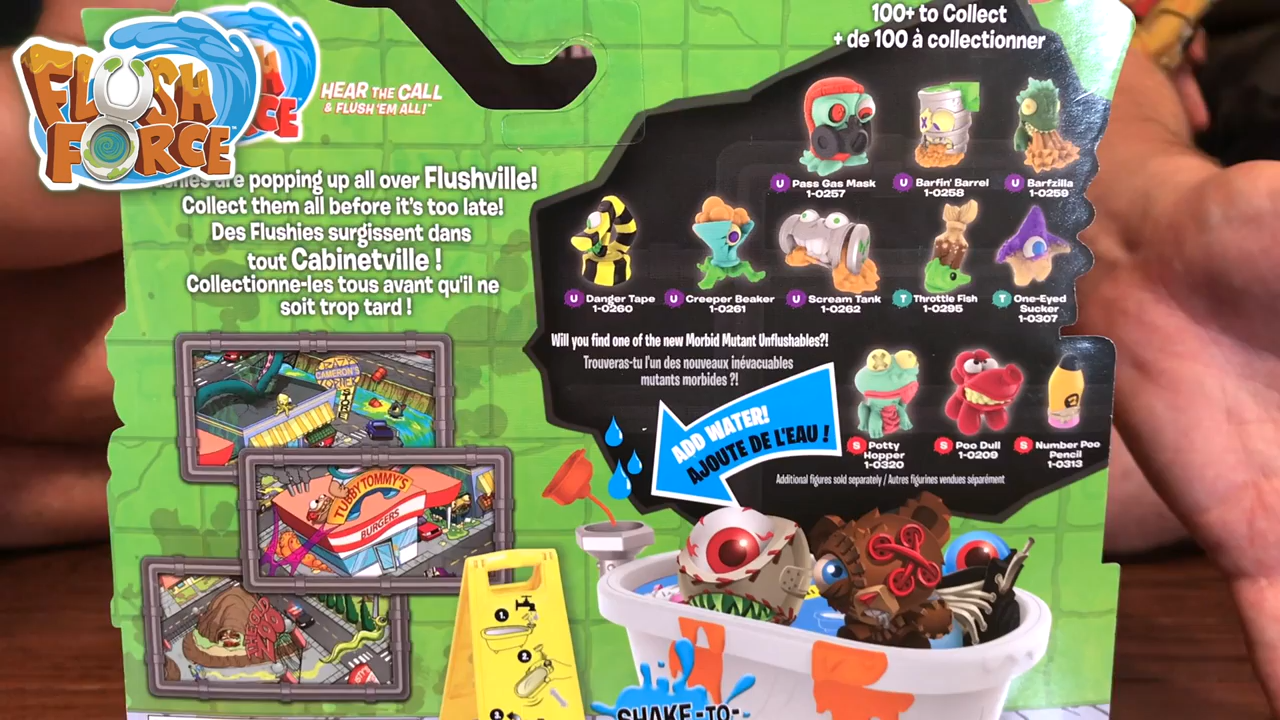 FLUSH
FORCE
HEAR THE CALL
& FLUSH 'EM ALL!™
are popping up all over Flushville!
Collect them all before it's too late!
Des Flushies surgissent dans
tout Cabinetville !
Collectionne-les tous avant qu'il ne
soit trop tard !
100+ to Collect
+ de 100 à collectionner
U Pass Gas Mask
1-0257
U Barfin' Barrel
1-0258
U Barfzilla
1-0259
U Danger Tape
1-0260
U Creeper Beaker
1-0261
U Scream Tank
1-0262
T Throttle Fish
1-0295
T One-Eyed
Sucker
1-0307
Will you find one of the new Morbid Mutant Unflushables?!
Trouveras-tu l'un des nouveaux inévacuables
mutants morbides ?!
ADD WATER!
AJOUTE DE L'EAU !
S Potty
Hopper
1-0320
S Poo Dull
1-0209
S Number Poo
Pencil
1-0313
Additional figures sold separately / Autres figurines vendues séparément
CAMERON'S
TUBBY TOMMY'S
BURGERS
1.
2.
3.
SHAKE-TO-